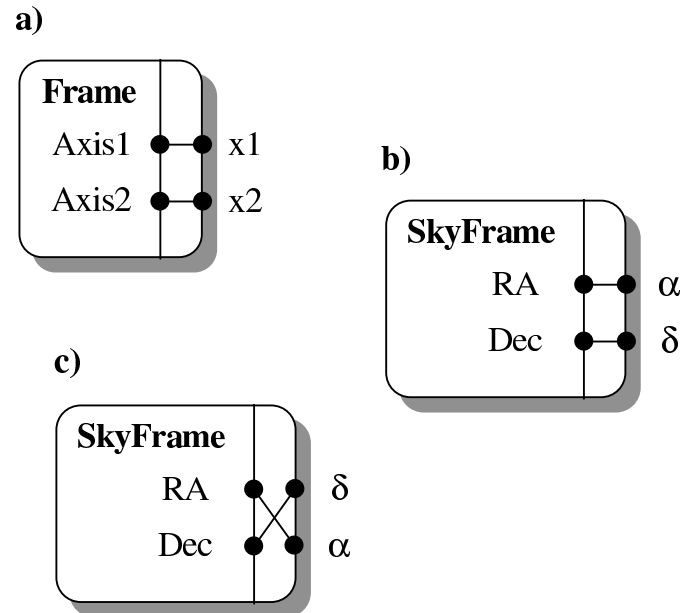 a)
Frame
Axis1 x1
Axis2 x2
b)
SkyFrame
RA α
Dec δ
c)
SkyFrame
RA δ
Dec α